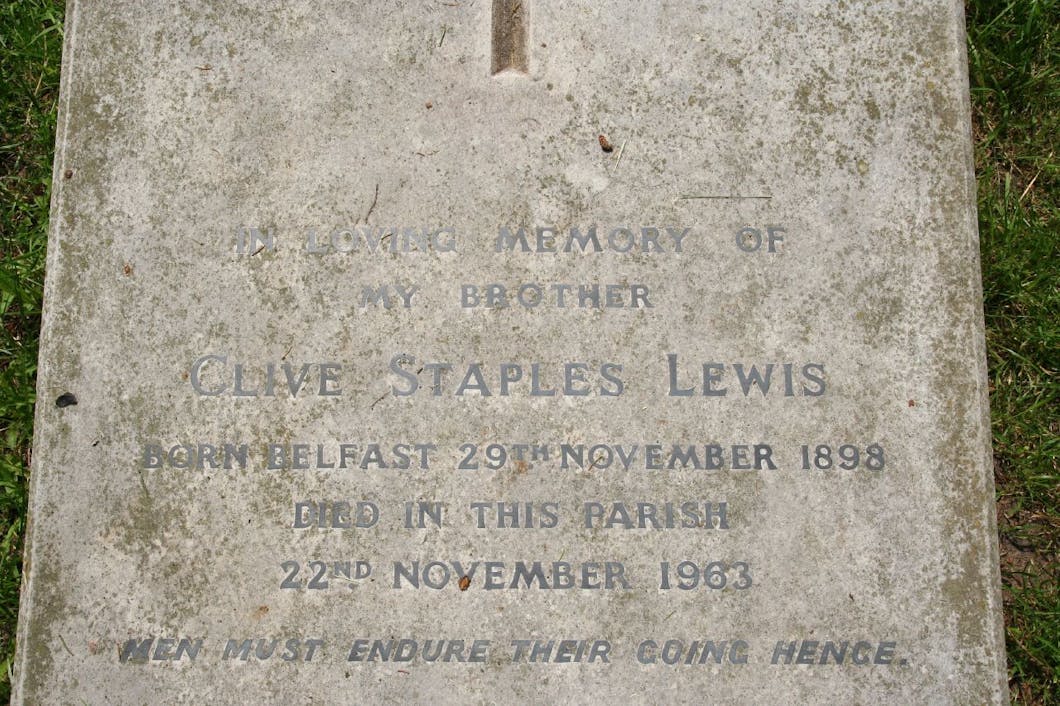 IN LOVING MEMORY OF
MY BROTHER
CLIVE STAPLES LEWIS
BORN BELFAST 29TH NOVEMBER 1898
DIED IN THIS PARISH
22ND NOVEMBER 1963
MEN MUST ENDURE THEIR GOING HENCE.